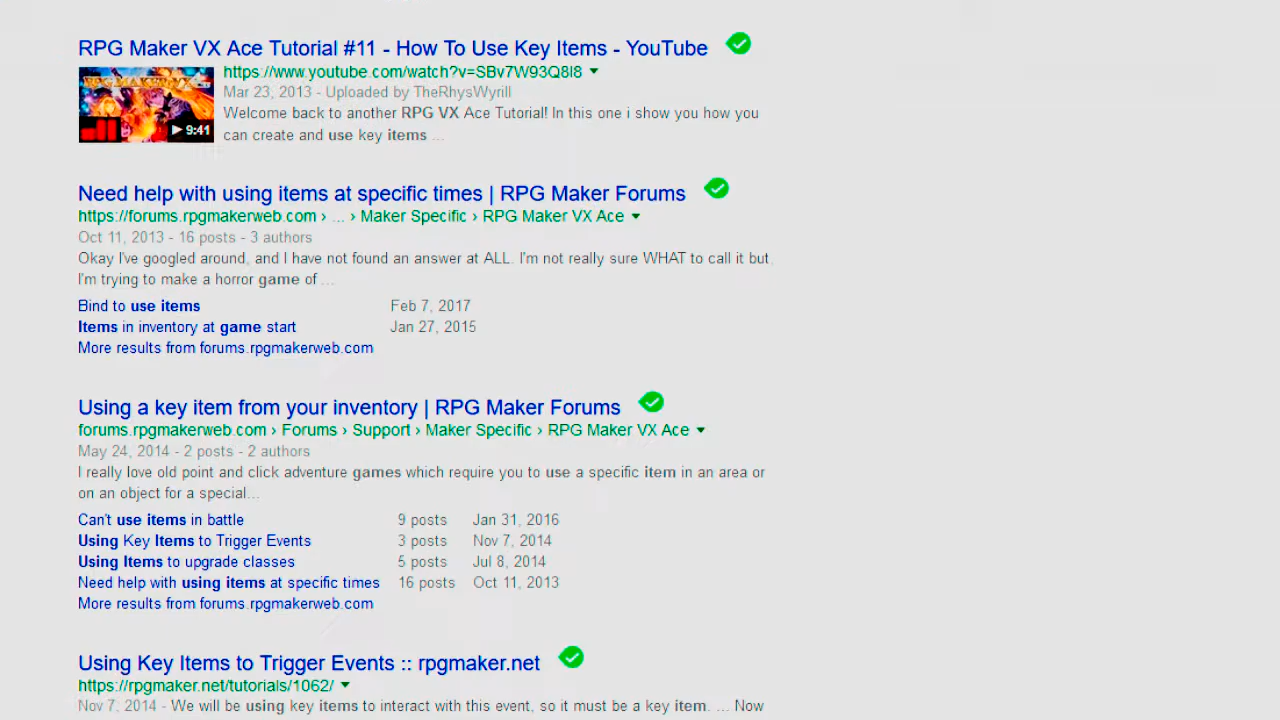 RPG Maker VX Ace Tutorial #11 - How To Use Key Items - YouTube
https://www.youtube.com/watch?v=SBv7W93Q8I8
Mar 23, 2013 - Uploaded by TheRhysWyrill
RPG MAKER VX
9:41
Welcome back to another RPG VX Ace Tutorial! In this one i show you how you
can create and use key items ...
Need help with using items at specific times | RPG Maker Forums
https://forums.rpgmakerweb.com › ... › Maker Specific › RPG Maker VX Ace
Oct 11, 2013 - 16 posts - 3 authors
Okay I've googled around, and I have not found an answer at ALL. I'm not really sure WHAT to call it but,
I'm trying to make a horror game of ...
Bind to use items Feb 7, 2017
Items in inventory at game start Jan 27, 2015
More results from forums.rpgmakerweb.com
Using a key item from your inventory | RPG Maker Forums
forums.rpgmakerweb.com › Forums › Support › Maker Specific › RPG Maker VX Ace
May 24, 2014 - 2 posts - 2 authors
I really love old point and click adventure games which require you to use a specific item in an area or
on an object for a special...
Can't use items in battle 9 posts Jan 31, 2016
Using Key Items to Trigger Events 3 posts Nov 7, 2014
Using Items to upgrade classes 5 posts Jul 8, 2014
Need help with using items at specific times 16 posts Oct 11, 2013
More results from forums.rpgmakerweb.com
Using Key Items to Trigger Events :: rpgmaker.net
https://rpgmaker.net/tutorials/1062/
Nov 7, 2014 - We will be using key items to interact with this event, so it must be a key item. ... Now